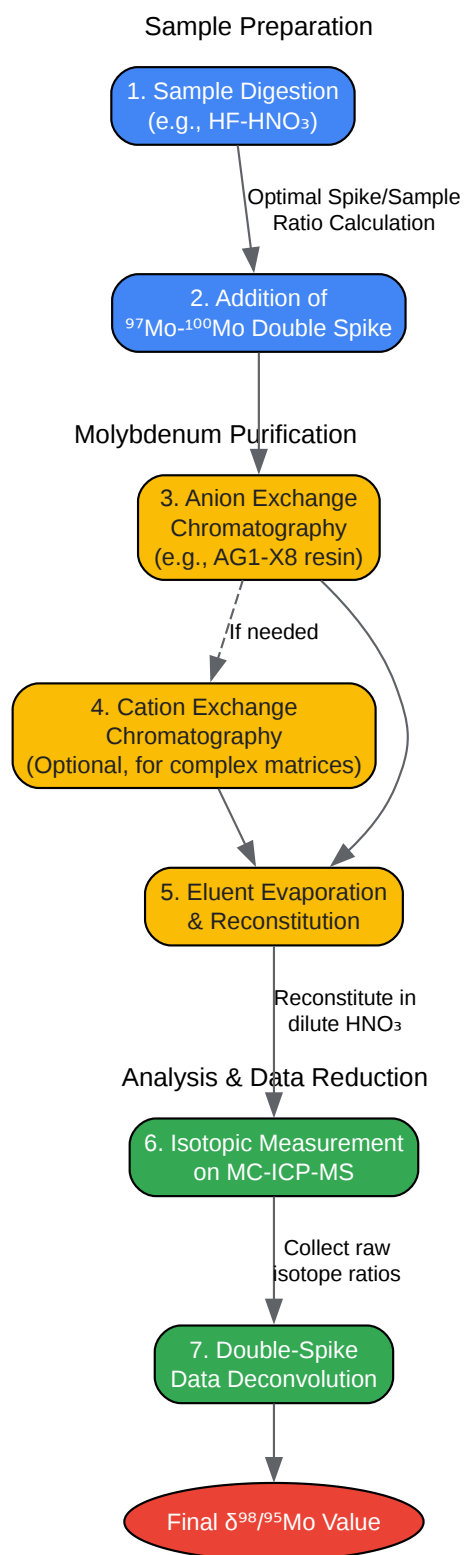 Sample Preparation
1. Sample Digestion
(e.g., HF-HNO₃)
Optimal Spike/Sample
Ratio Calculation
2. Addition of
⁹⁷Mo-¹⁰⁰Mo Double Spike
Molybdenum Purification
3. Anion Exchange
Chromatography
(e.g., AG1-X8 resin)
If needed
4. Cation Exchange
Chromatography
(Optional, for complex matrices)
5. Eluent Evaporation
& Reconstitution
Reconstitute in
dilute HNO₃
Analysis & Data Reduction
6. Isotopic Measurement
on MC-ICP-MS
Collect raw
isotope ratios
7. Double-Spike
Data Deconvolution
Final δ⁹⁸/⁹⁵Mo Value